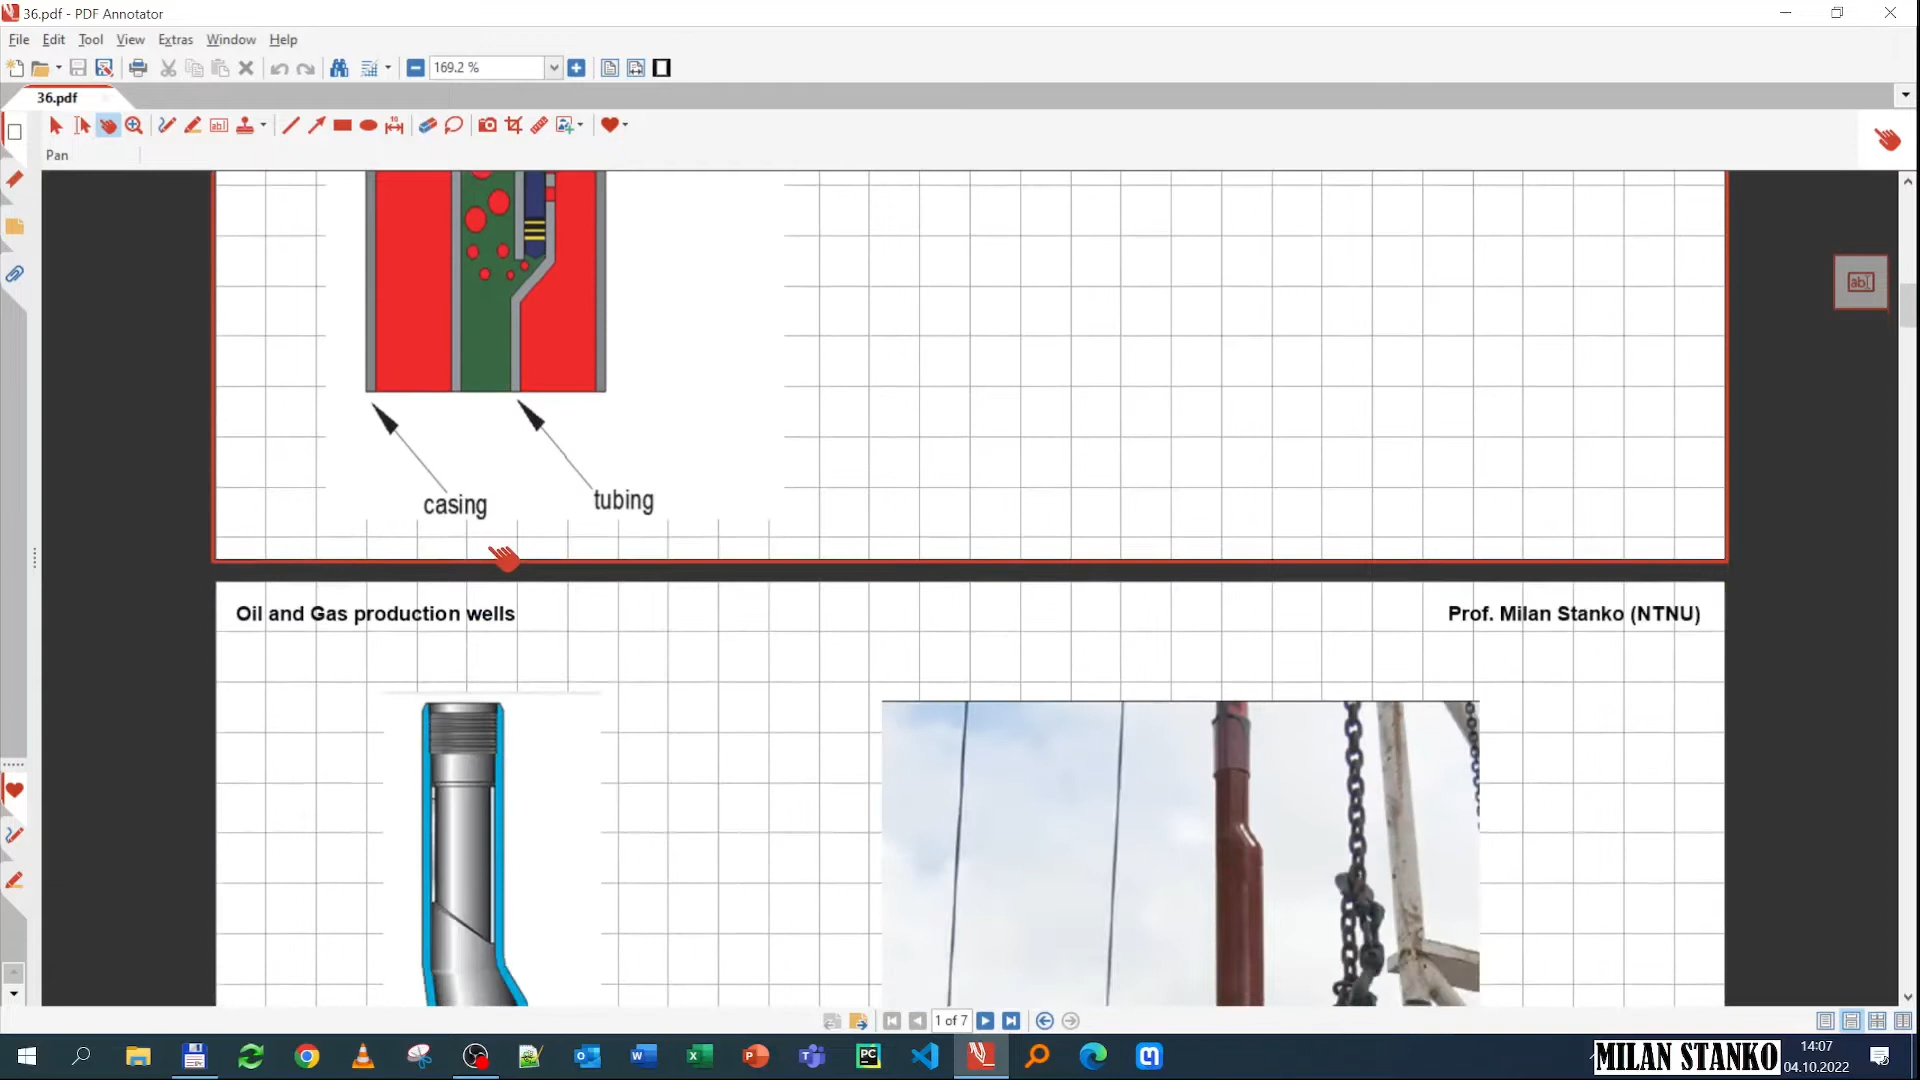 36.pdf - PDF Annotator
File Edit Tool View Extras Window Help
169.2 %
36.pdf
Pan
casing
tubing
Oil and Gas production wells
Prof. Milan Stanko (NTNU)
1 of 7
MILAN STANKO
14:07
04.10.2022